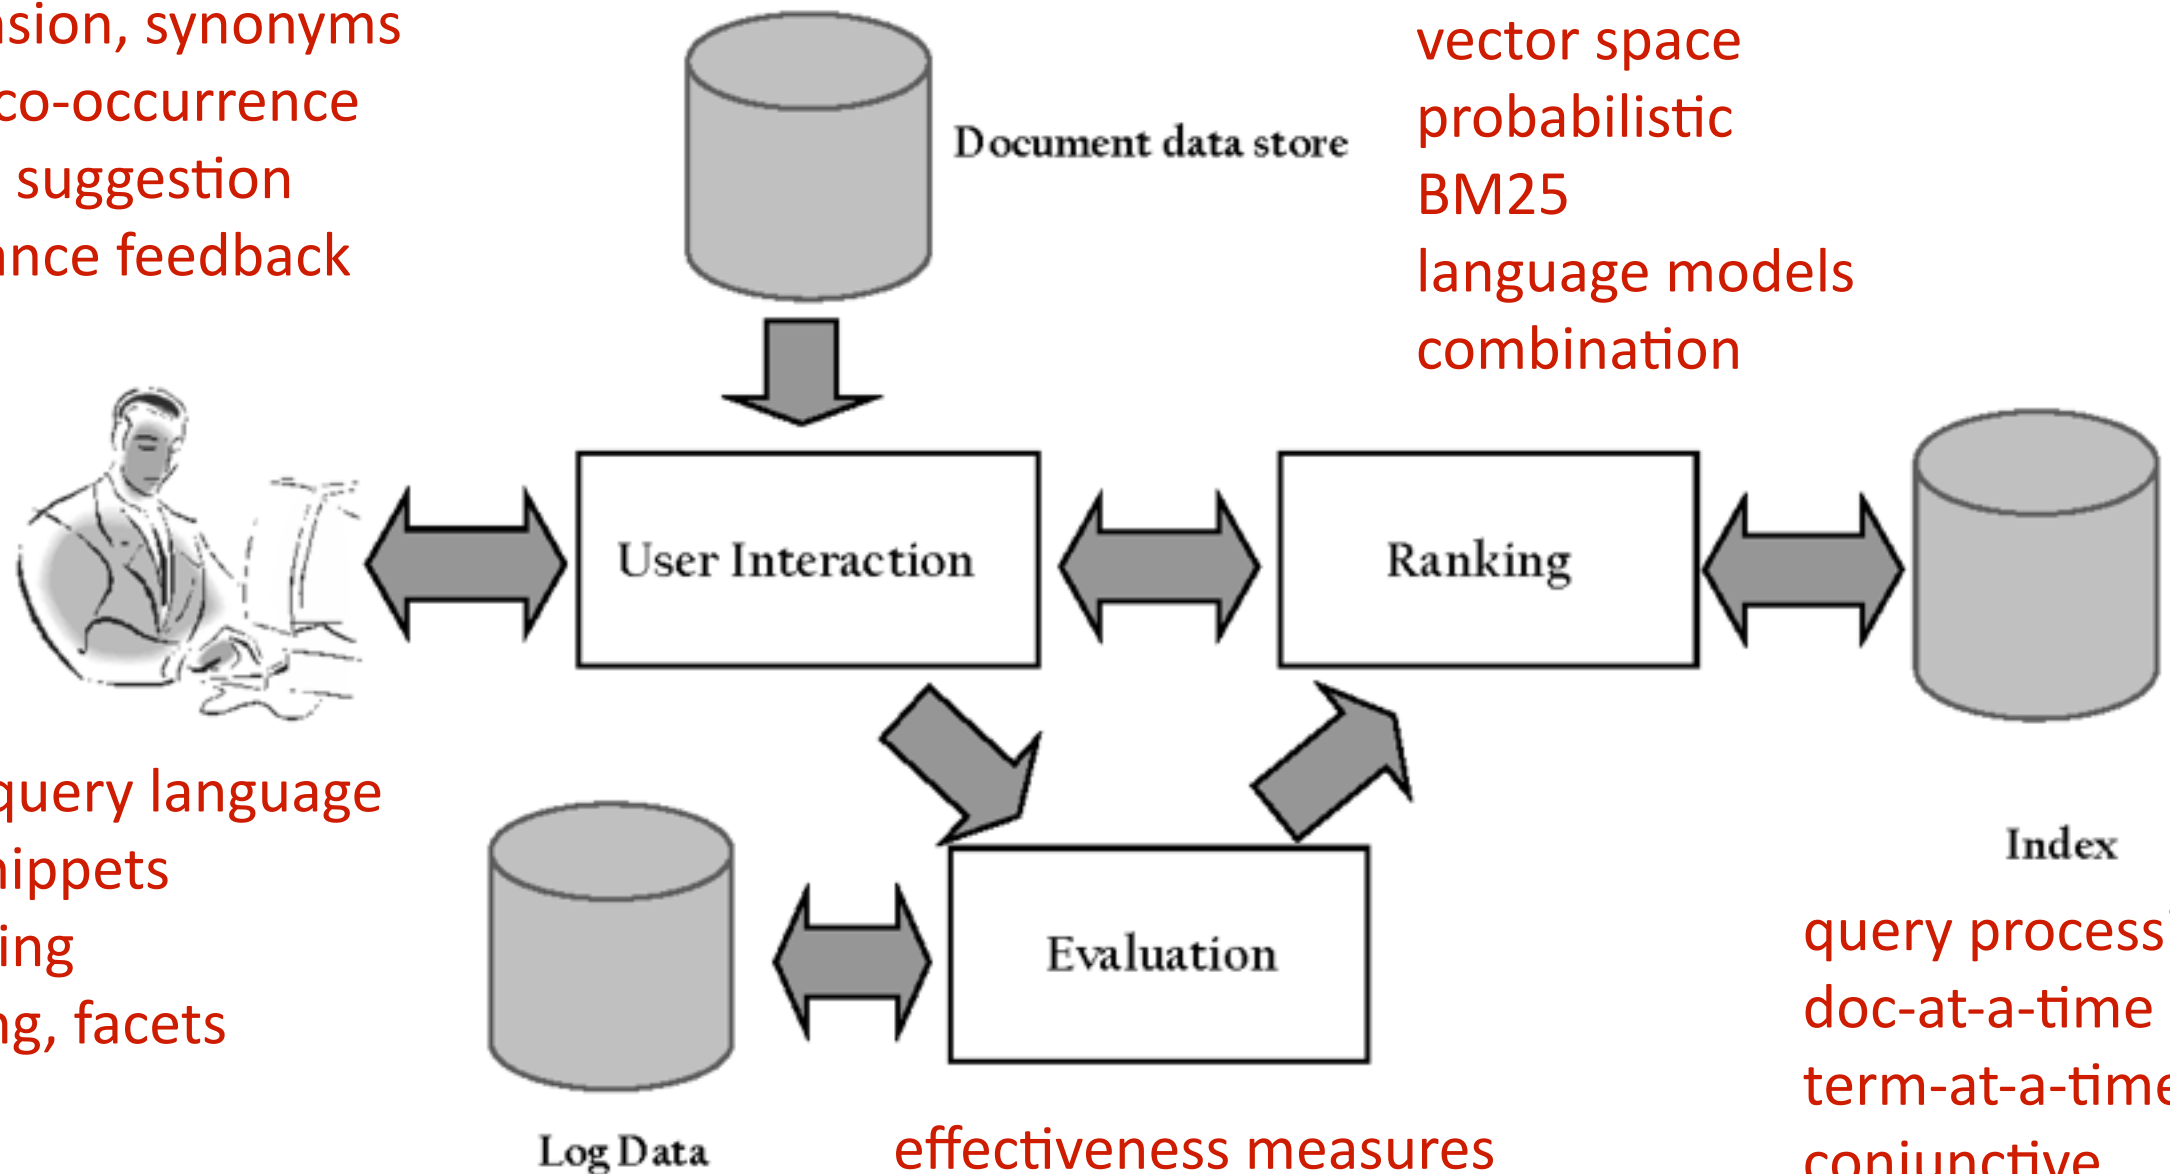 nsion, synonyms
co-occurrence
suggestion
ance feedback
Document data store
vector space
probabilistic
BM25
language models
combination
User Interaction
Ranking
query language
nippets
ing
ng, facets
Index
Evaluation
query process
doc-at-a-time
term-at-a-time
conjunctive
Log Data
effectiveness measures